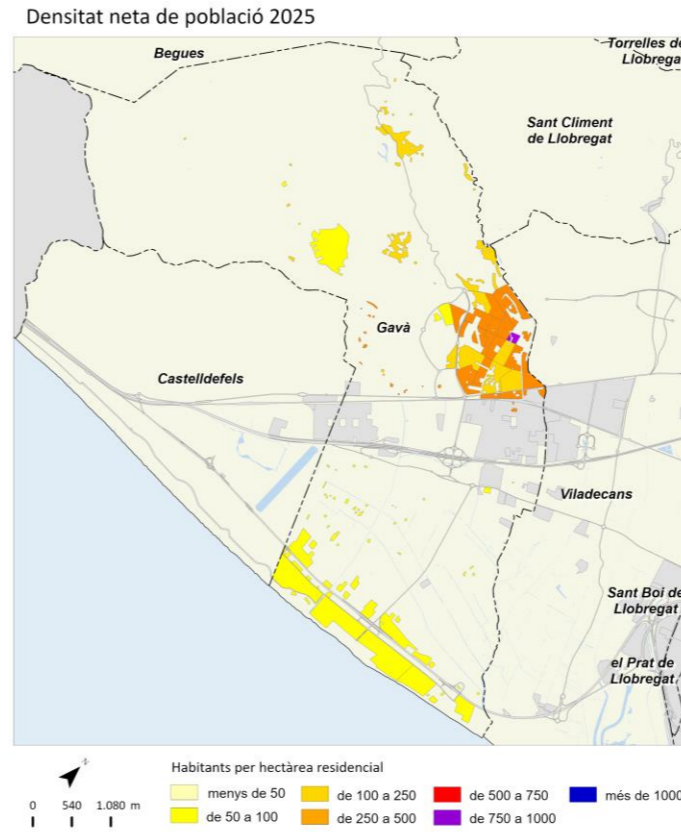 Densitat neta de població 2025
Begues
Torrelles de
Llobregat
Sant Climent
de Llobregat
Gavà
Castelldefels
Viladecans
Sant Boi de
Llobregat
el Prat de
Llobregat
N
0 540 1.080 m
Habitants per hectàrea residencial
menys de 50
de 50 a 100
de 100 a 250
de 250 a 500
de 500 a 750
de 750 a 1000
més de 1000